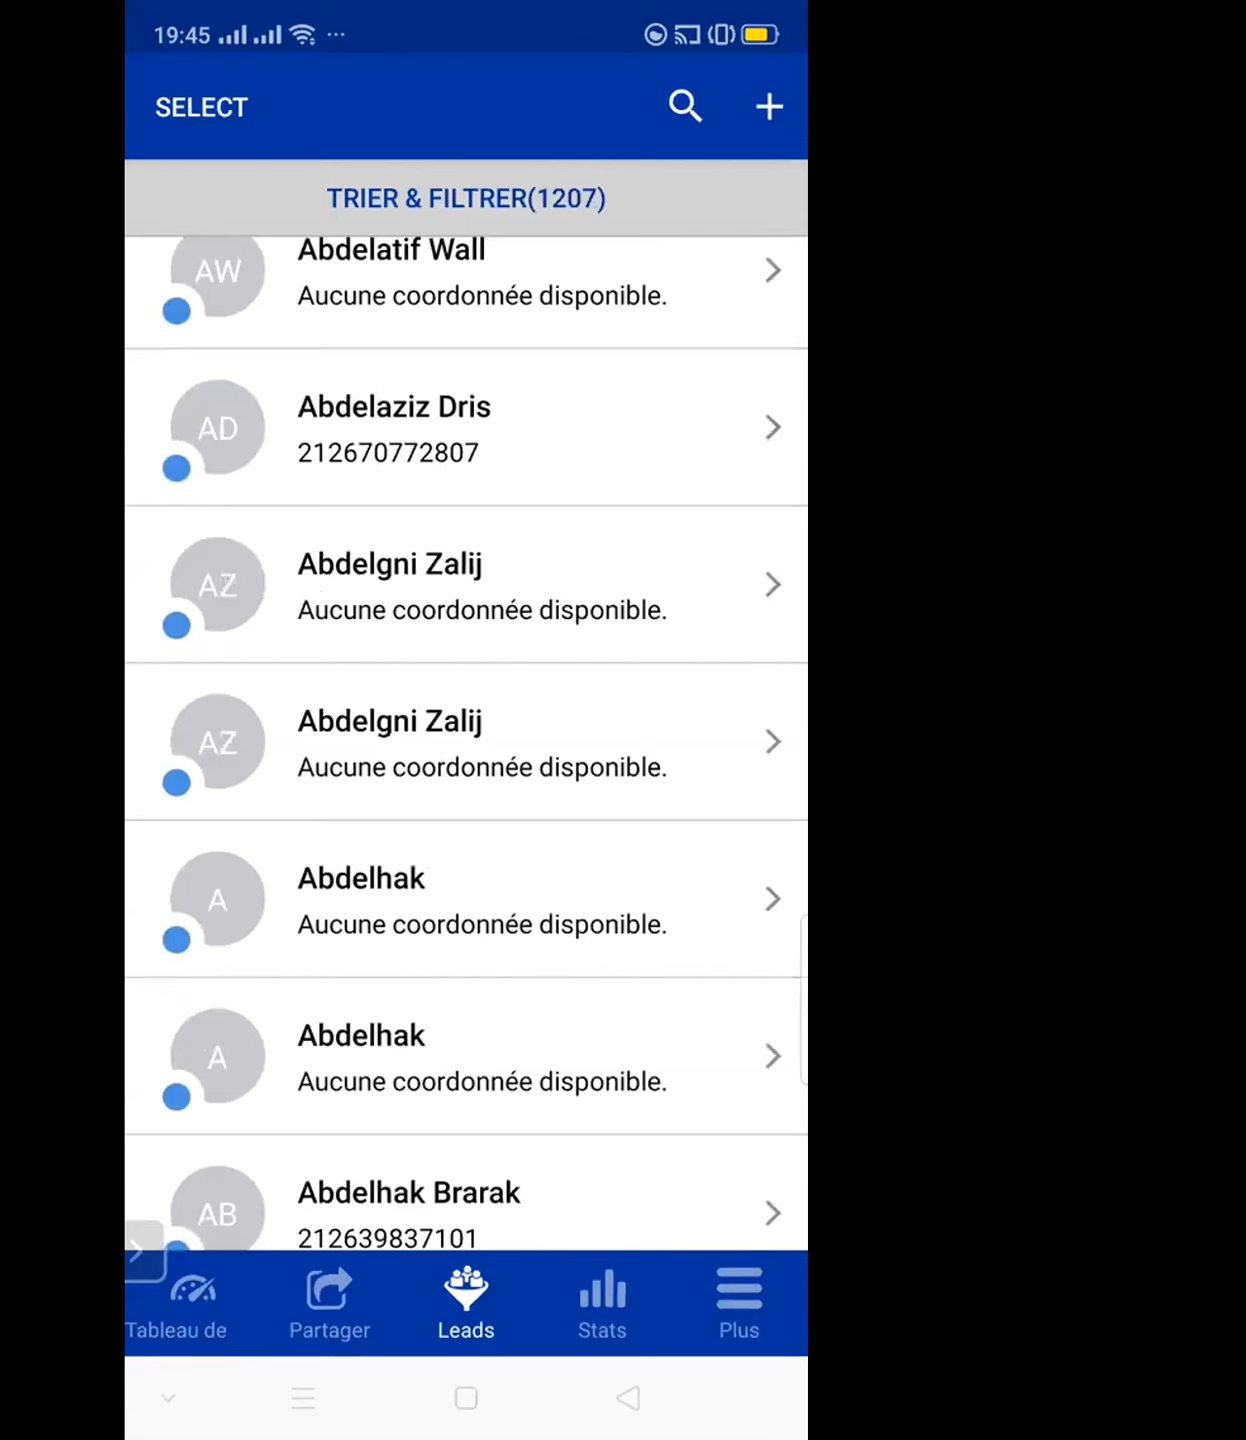 19:45
SELECT
TRIER & FILTRER(1207)
AW
Abdelatif Wall
Aucune coordonnée disponible.
AD
Abdelaziz Dris
212670772807
AZ
Abdelgni Zalij
Aucune coordonnée disponible.
AZ
Abdelgni Zalij
Aucune coordonnée disponible.
A
Abdelhak
Aucune coordonnée disponible.
A
Abdelhak
Aucune coordonnée disponible.
AB
Abdelhak Brarak
212639837101
Tableau de
Partager
Leads
Stats
Plus